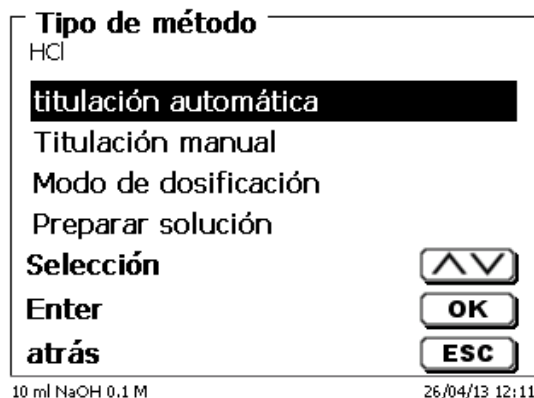 Tipo de método
HCl
titulación automática
Titulación manual
Modo de dosificación
Preparar solución
Selección
Enter OK
atrás ESC
10 ml NaOH 0.1 M 26/04/13 12:11